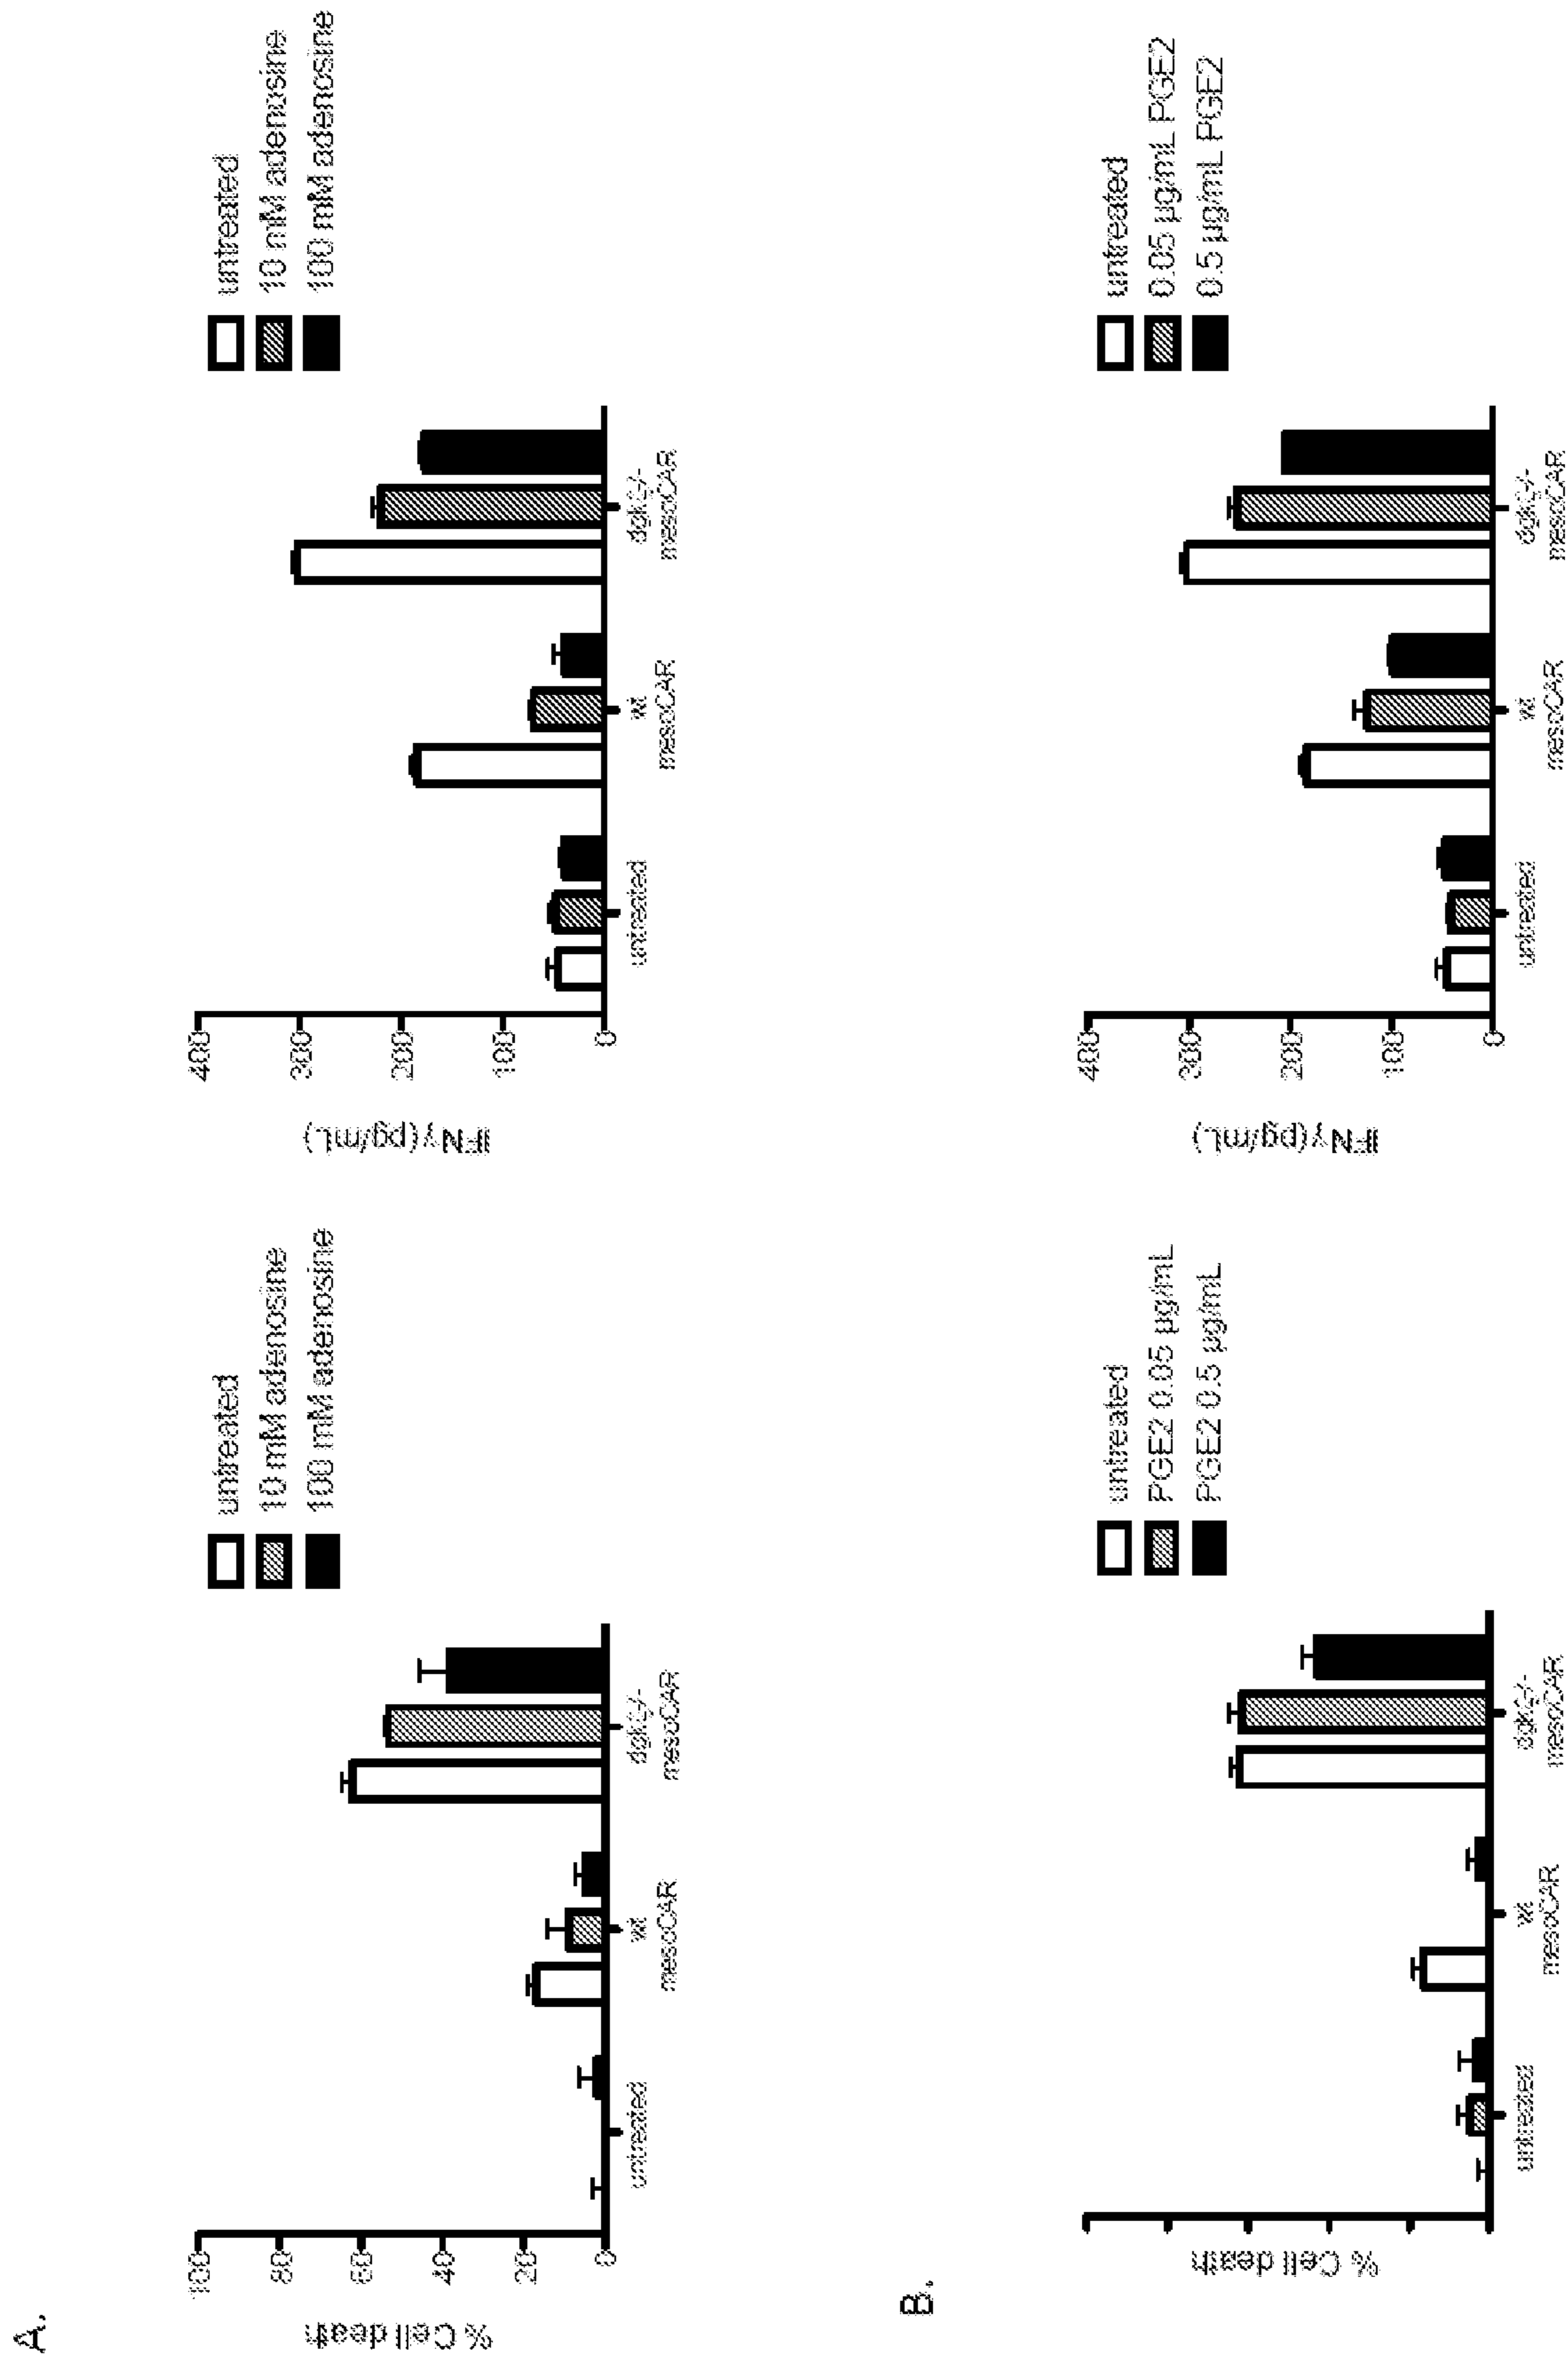 A.
% Cell death
100
80
60
40
20
0
untreated
wt
mesoCAR
dgkζ-/-
mesoCAR
untreated
10 mM adenosine
100 mM adenosine
IFNγ(pg/mL)
400
300
200
100
0
untreated
wt
mesoCAR
dgkζ-/-
mesoCAR
untreated
10 mM adenosine
100 mM adenosine
B.
% Cell death
untreated
wt
mesoCAR
dgkζ-/-
mesoCAR
untreated
PGE2 0.05 µg/mL
PGE2 0.5 µg/mL
IFNγ(pg/mL)
400
300
200
100
0
untreated
wt
mesoCAR
dgkζ-/-
mesoCAR
untreated
0.05 µg/mL PGE2
0.5 µg/mL PGE2